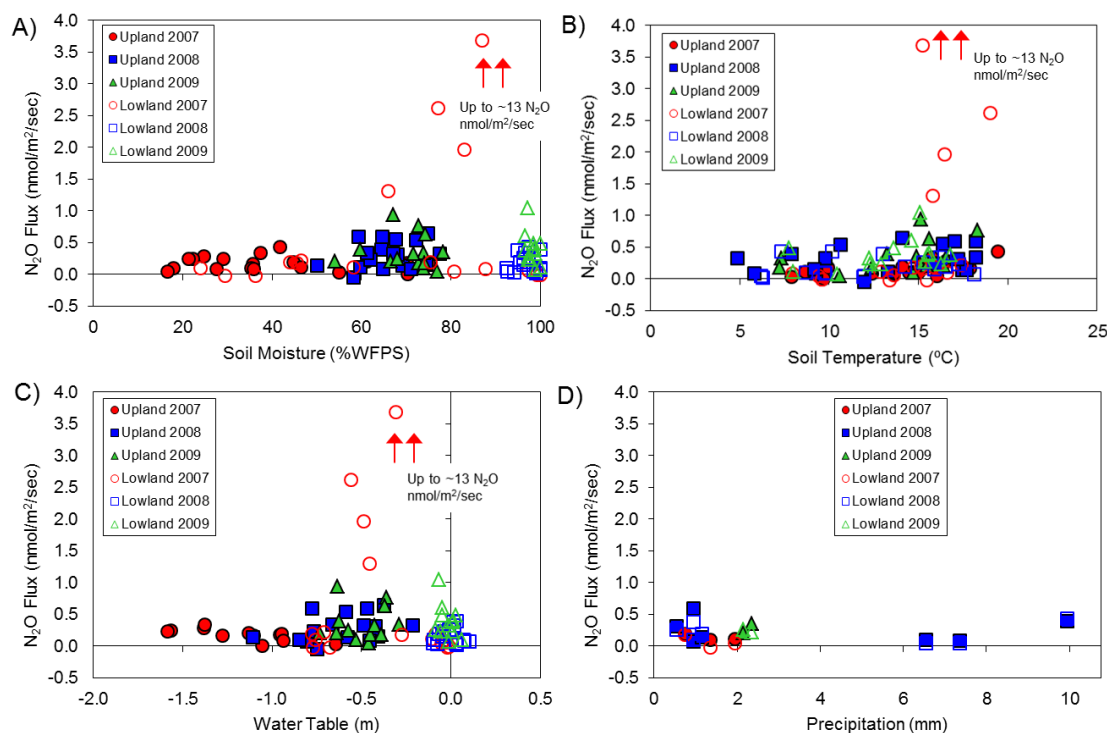 A)
N₂O Flux (nmol/m²/sec)
4.0
3.5
3.0
2.5
2.0
1.5
1.0
0.5
0.0
-0.5
Upland 2007
Upland 2008
Upland 2009
Lowland 2007
Lowland 2008
Lowland 2009
Up to ~13 N₂O
nmol/m²/sec
0 20 40 60 80 100
Soil Moisture (%WFPS)
B)
N₂O Flux (nmol/m²/sec)
4.0
3.5
3.0
2.5
2.0
1.5
1.0
0.5
0.0
-0.5
Upland 2007
Upland 2008
Upland 2009
Lowland 2007
Lowland 2008
Lowland 2009
Up to ~13 N₂O
nmol/m²/sec
0 5 10 15 20 25
Soil Temperature (ºC)
C)
N₂O Flux (nmol/m²/sec)
4.0
3.5
3.0
2.5
2.0
1.5
1.0
0.5
0.0
-0.5
Upland 2007
Upland 2008
Upland 2009
Lowland 2007
Lowland 2008
Lowland 2009
Up to ~13 N₂O
nmol/m²/sec
-2.0 -1.5 -1.0 -0.5 0.0 0.5
Water Table (m)
D)
N₂O Flux (nmol/m²/sec)
4.0
3.5
3.0
2.5
2.0
1.5
1.0
0.5
0.0
-0.5
Upland 2007
Upland 2008
Upland 2009
Lowland 2007
Lowland 2008
Lowland 2009
0 2 4 6 8 10
Precipitation (mm)